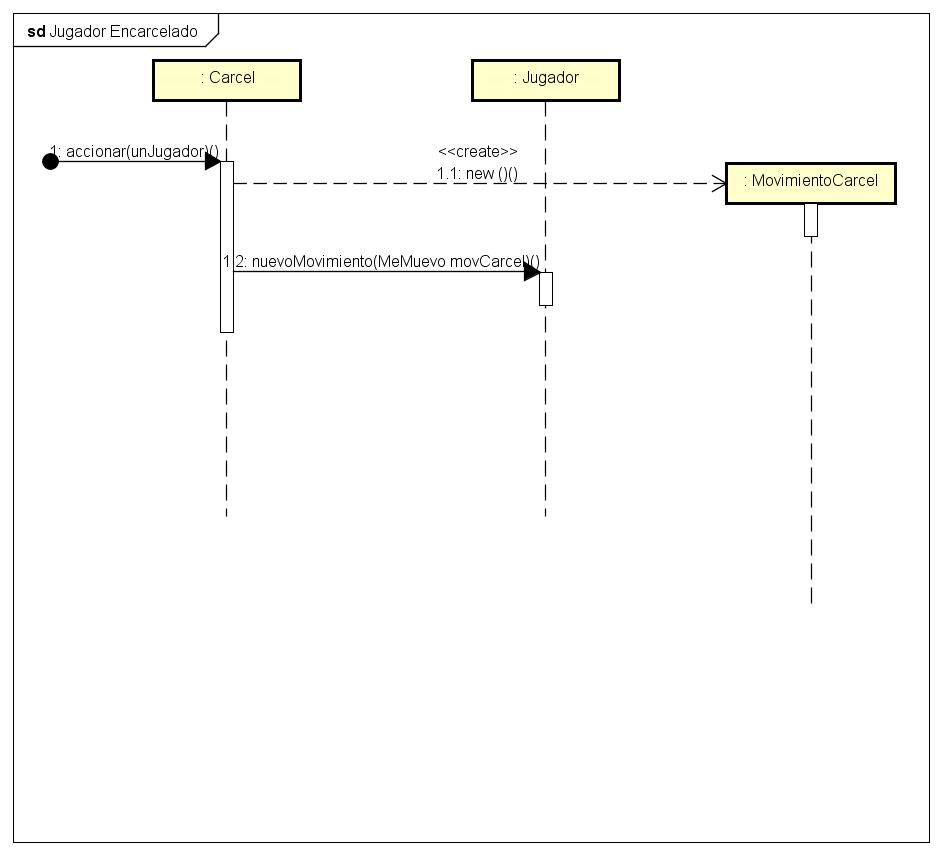 sd Jugador Encarcelado
: Carcel
: Jugador
1: accionar(unJugador)()
<<create>>
1.1: new ()()
: MovimientoCarcel
1.2: nuevoMovimiento(MeMuevo movCarcel)()